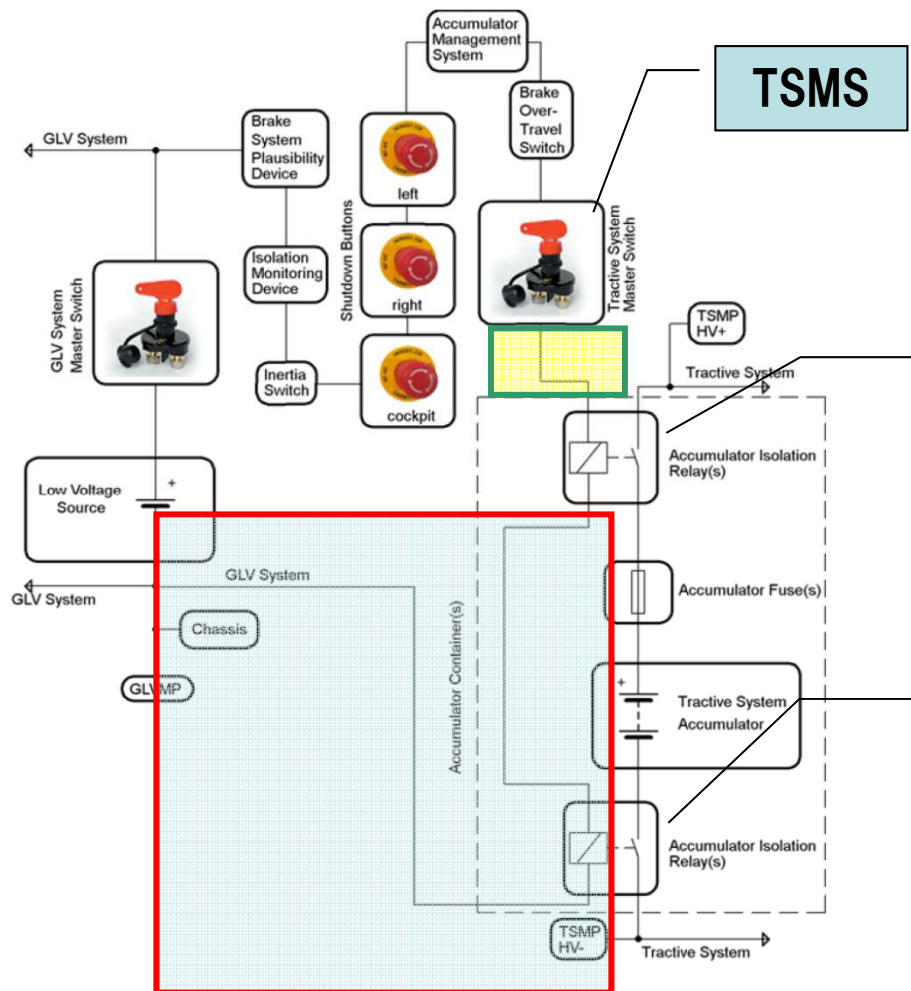 Accumulator
Management
System
TSMS
Brake
Over-
Travel
Switch
GLV System
Brake
System
Plausibility
Device
left
Shutdown Buttons
Isolation
Monitoring
Device
right
Tractive System
Master Switch
GLV System
Master Switch
TSMP
HV+
Inertia
Switch
cockpit
Tractive System
Accumulator Isolation
Relay(s)
Low Voltage
Source
+
GLV System
GLV System
Accumulator Fuse(s)
Chassis
Accumulator Container(s)
GLVMP
+
Tractive System
Accumulator
Accumulator Isolation
Relay(s)
TSMP
HV-
Tractive System